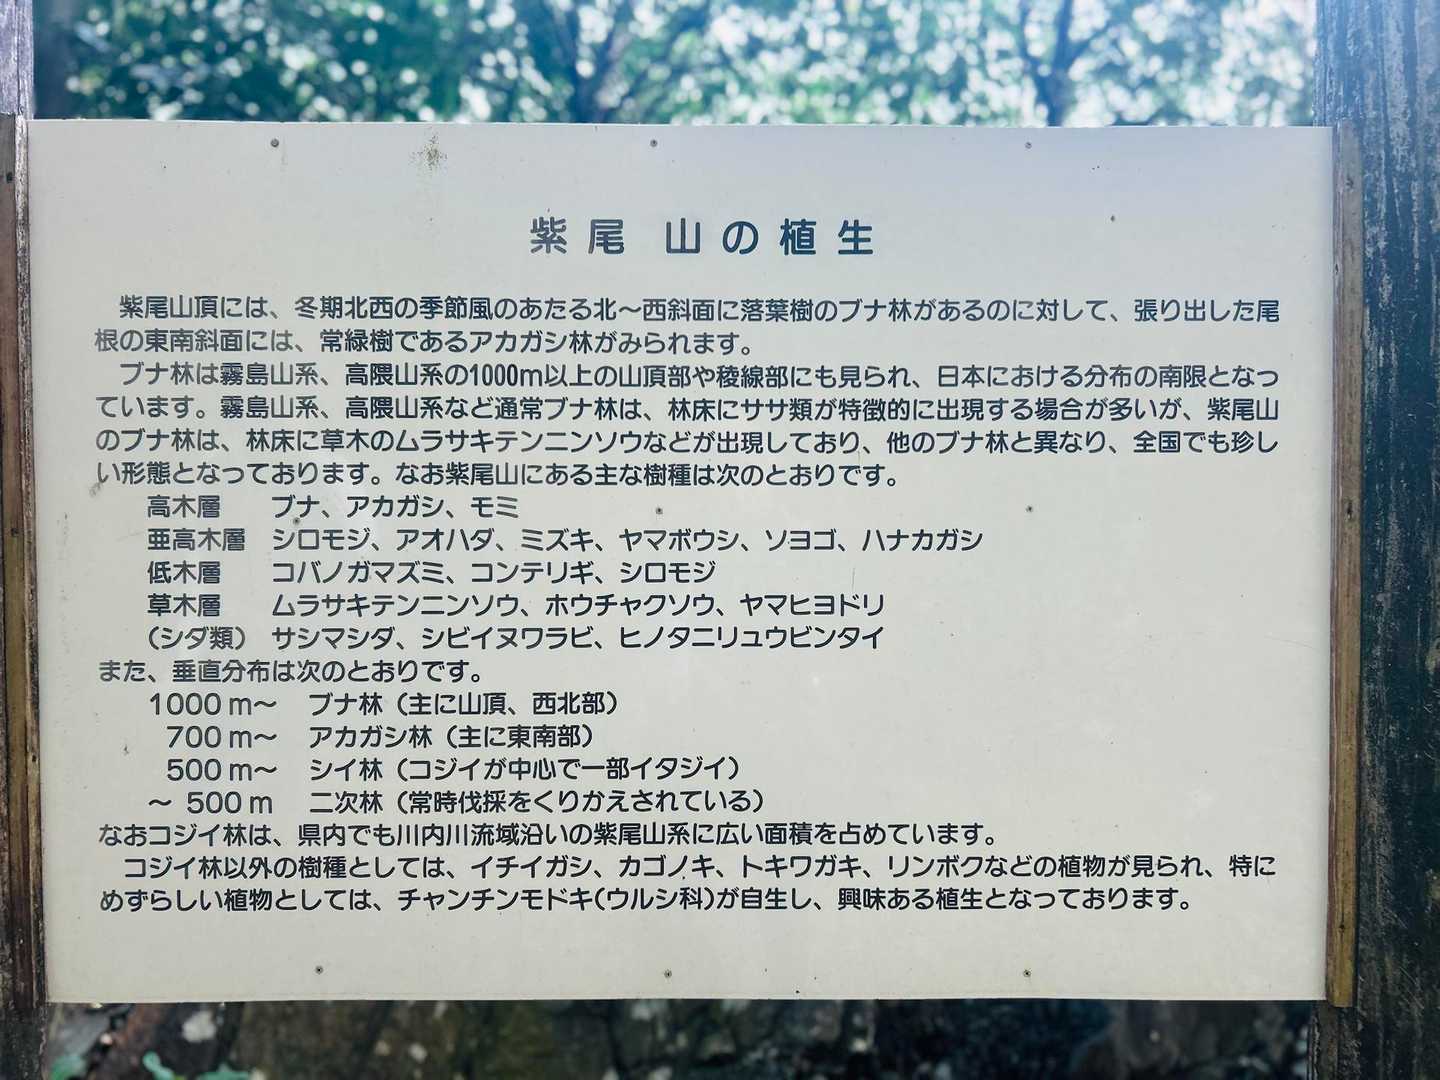 紫尾山の植生
紫尾山頂には、冬期北西の季節風のあたる北～西斜面に落葉樹のブナ林があるのに対して、張り出した尾
根の東南斜面には、常緑樹であるアカガシ林がみられます。
ブナ林は霧島山系、高隈山系の1000m以上の山頂部や稜線部にも見られ、日本における分布の南限となっ
ています。霧島山系、高隈山系など通常ブナ林は、林床にササ類が特徴的に出現する場合が多いが、紫尾山
のブナ林は、林床に草木のムラサキテンニンソウなどが出現しており、他のブナ林と異なり、全国でも珍し
い形態となっております。なお紫尾山にある主な樹種は次のとおりです。
高木層 ブナ、アカガシ、モミ
亜高木層 シロモジ、アオハダ、ミズキ、ヤマボウシ、ソヨゴ、ハナカガシ
低木層 コバノガマズミ、コンテリギ、シロモジ
草木層 ムラサキテンニンソウ、ホウチャクソウ、ヤマヒヨドリ
（シダ類） サシマシダ、シビイヌワラビ、ヒノタニリュウビンタイ
また、垂直分布は次のとおりです。
1000m～ ブナ林（主に山頂、西北部）
700m～ アカガシ林（主に東南部）
500m～ シイ林（コジイが中心で一部イタジイ）
～500m 二次林（常時伐採をくりかえされている）
なおコジイ林は、県内でも川内川流域沿いの紫尾山系に広い面積を占めています。
コジイ林以外の樹種としては、イチイガシ、カゴノキ、トキワガキ、リンボクなどの植物が見られ、特に
めずらしい植物としては、チャンチンモドキ(ウルシ科)が自生し、興味ある植生となっております。